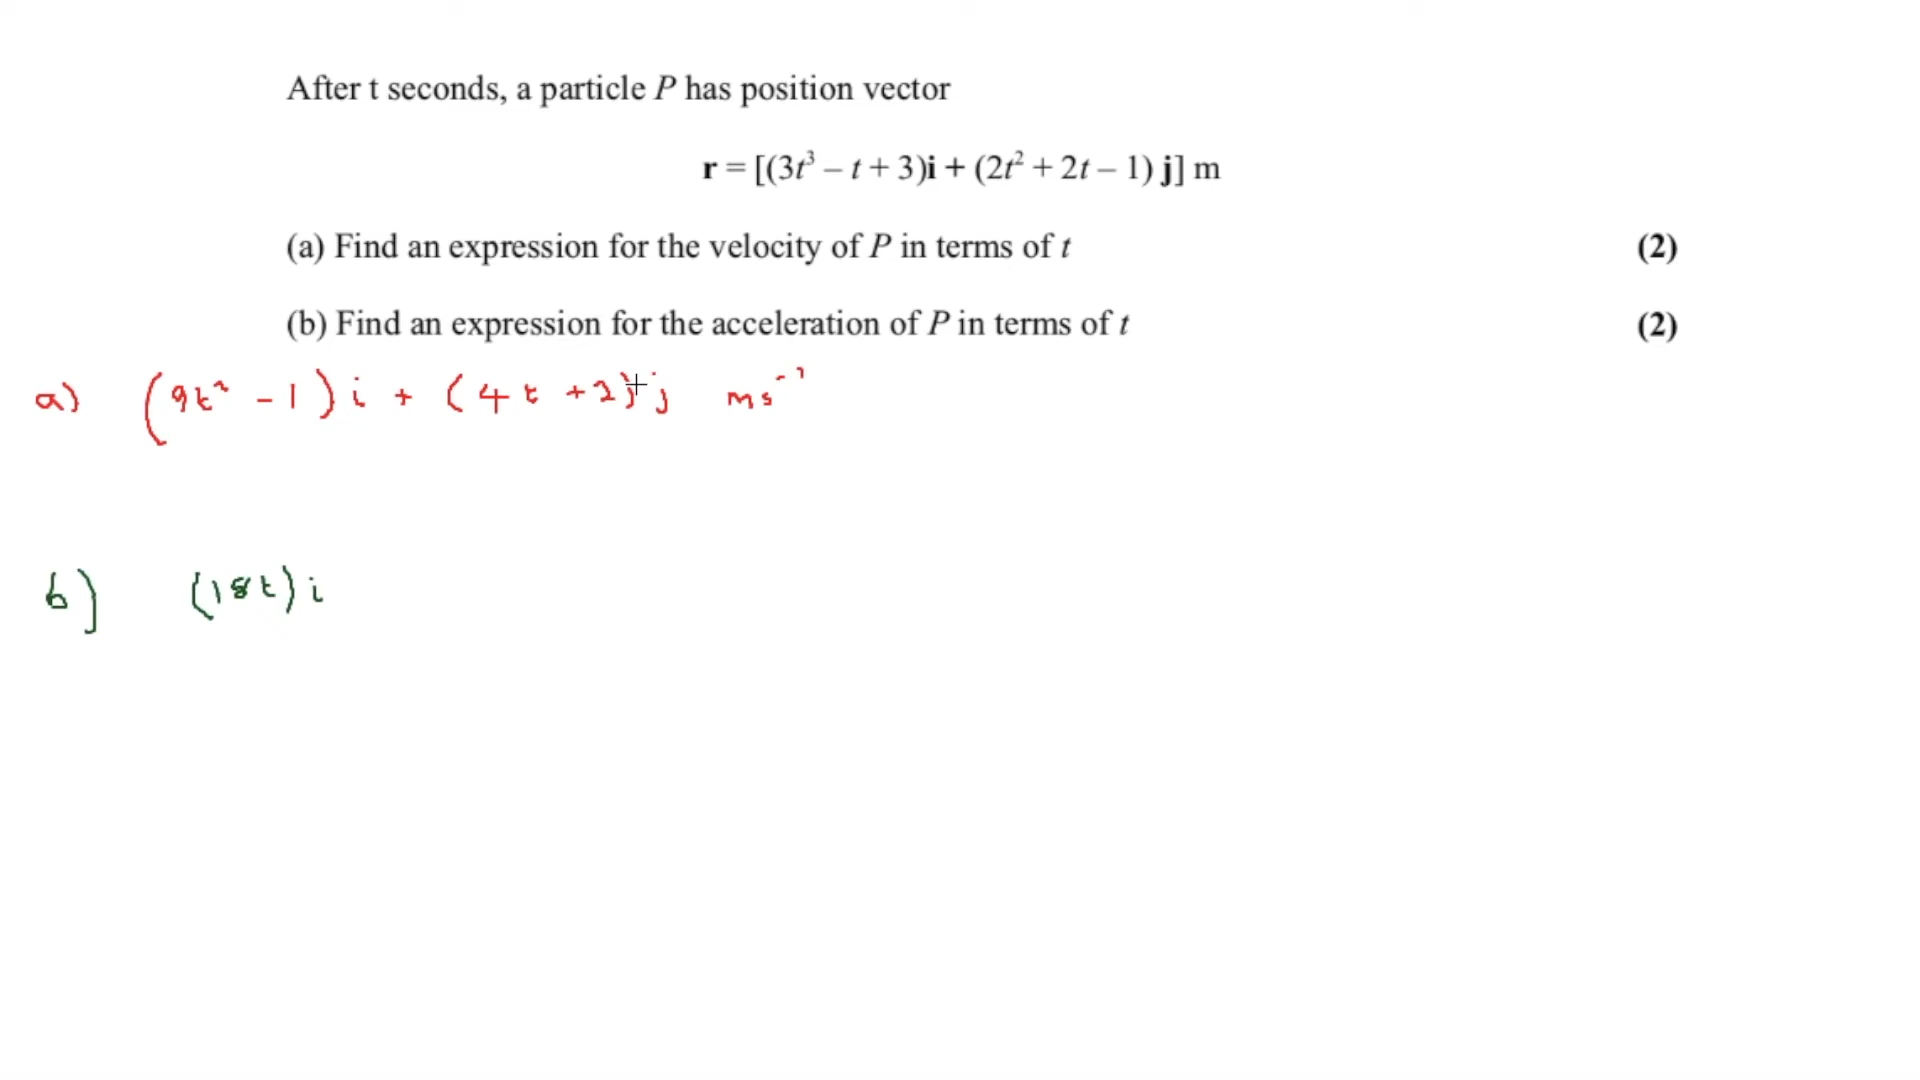 After t seconds, a particle P has position vector
r = [(3t³ – t + 3)i + (2t² + 2t – 1) j] m
(a) Find an expression for the velocity of P in terms of t (2)
(b) Find an expression for the acceleration of P in terms of t (2)
a) (9t² - 1) i + (4t + 2) j ms⁻¹
b) (18t) i